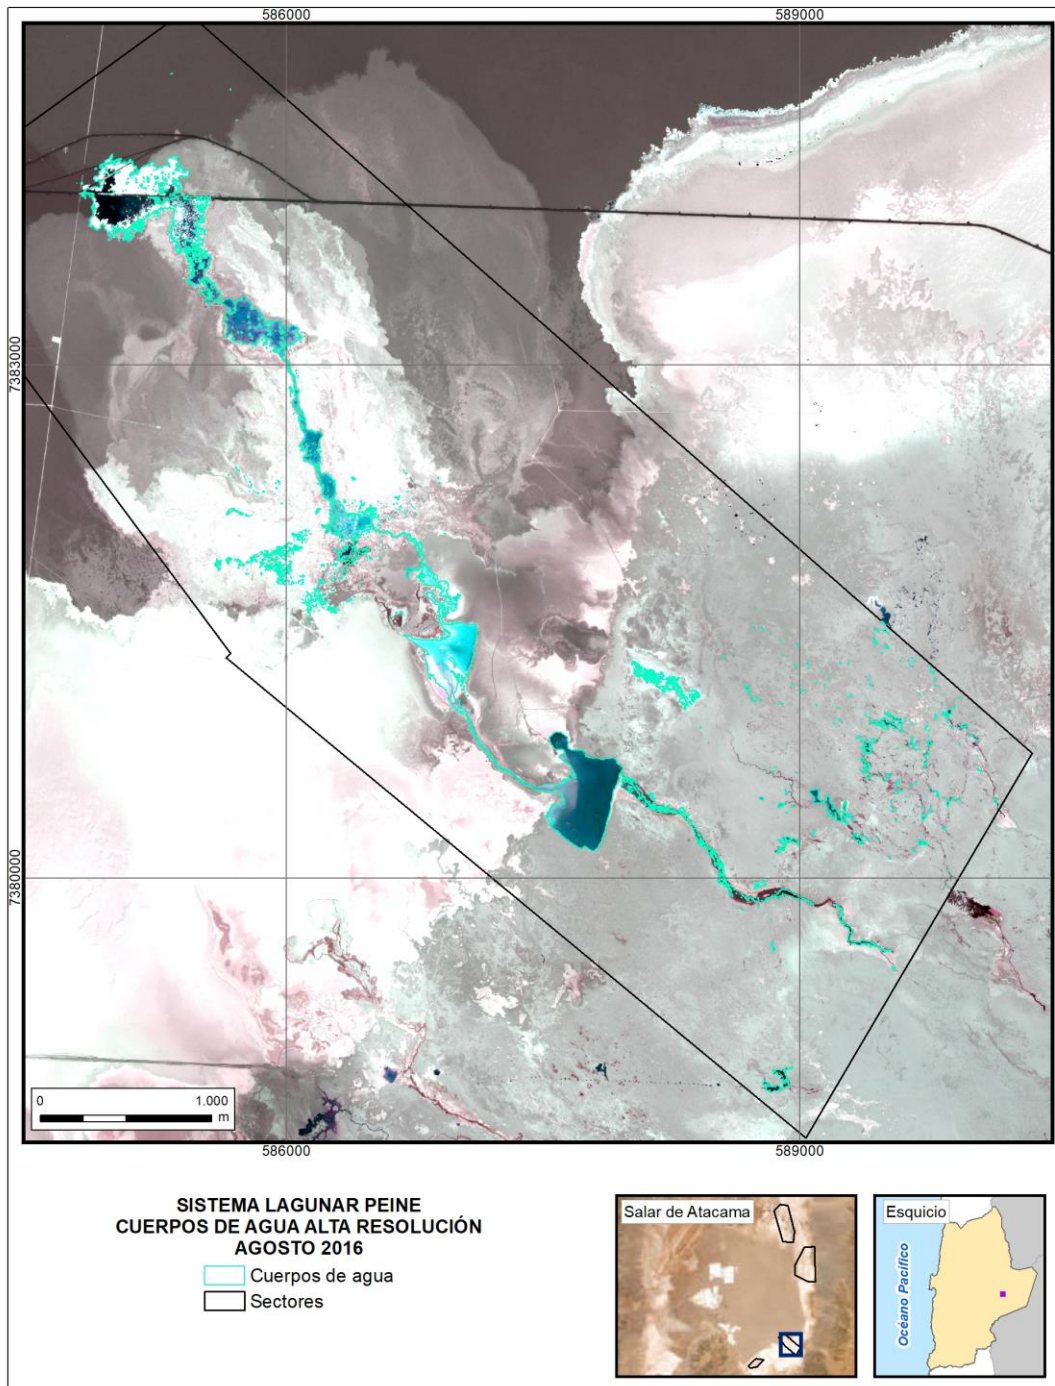 586000 589000
7383000
7380000
0 1.000
m
586000 589000
SISTEMA LAGUNAR PEINE
CUERPOS DE AGUA ALTA RESOLUCIÓN
AGOSTO 2016
Cuerpos de agua
Sectores
Salar de Atacama
Esquicio
Océano Pacífico